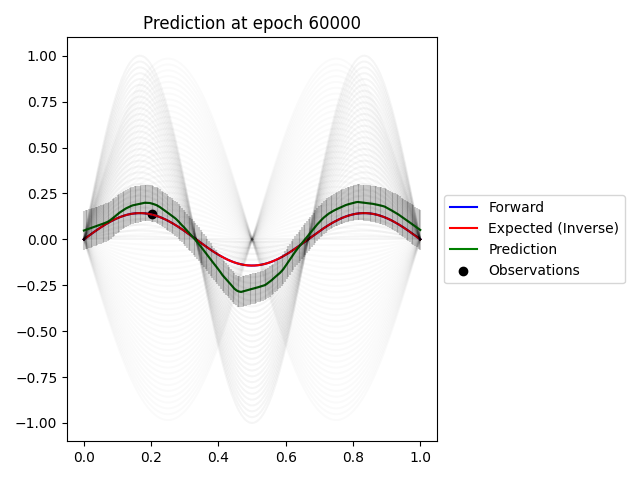 Prediction at epoch 60000
1.00
0.75
0.50
0.25
0.00
−0.25
−0.50
−0.75
−1.00
0.0 0.2 0.4 0.6 0.8 1.0
Forward
Expected (Inverse)
Prediction
Observations